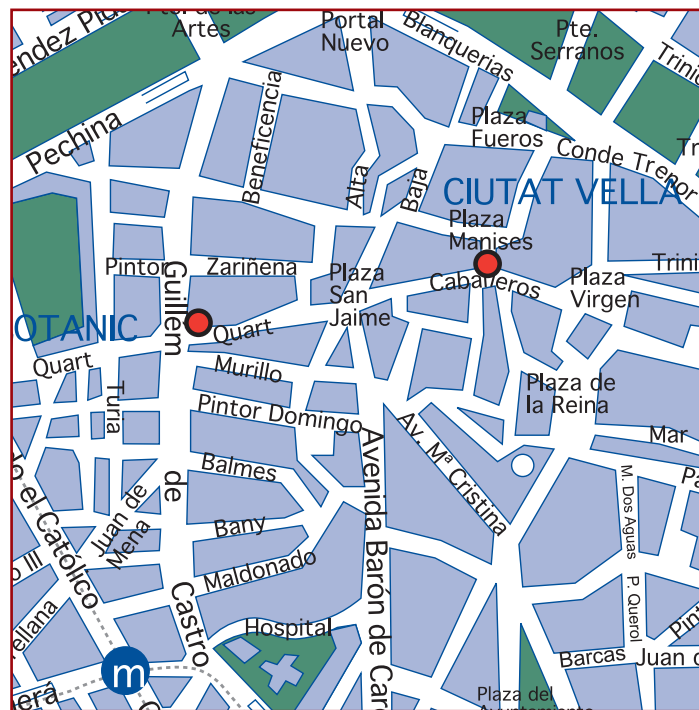 Artes
Portal
Nuevo
Blanquerias
Pte.
Serranos
Pechina
Beneficencia
Plaza
Fueros
Conde Trenor
Alta
Baja
CIUTAT VELLA
Plaza
Manises
Pintor
Zariñena
Plaza
San
Jaime
Caballeros
Plaza
Virgen
OTANIC
Guillem
de
Castro
Quart
Quart
Murillo
Turia
Pintor Domingo
Plaza de
la Reina
Av. Mª Cristina
Mar
Balmes
Juan de
Mena
Bany
Maldonado
M. Dos Aguas
P. Querol
el Católico
Avenida Barón de Carc
Hospital
Barcas
Juan d
m
Plaza del